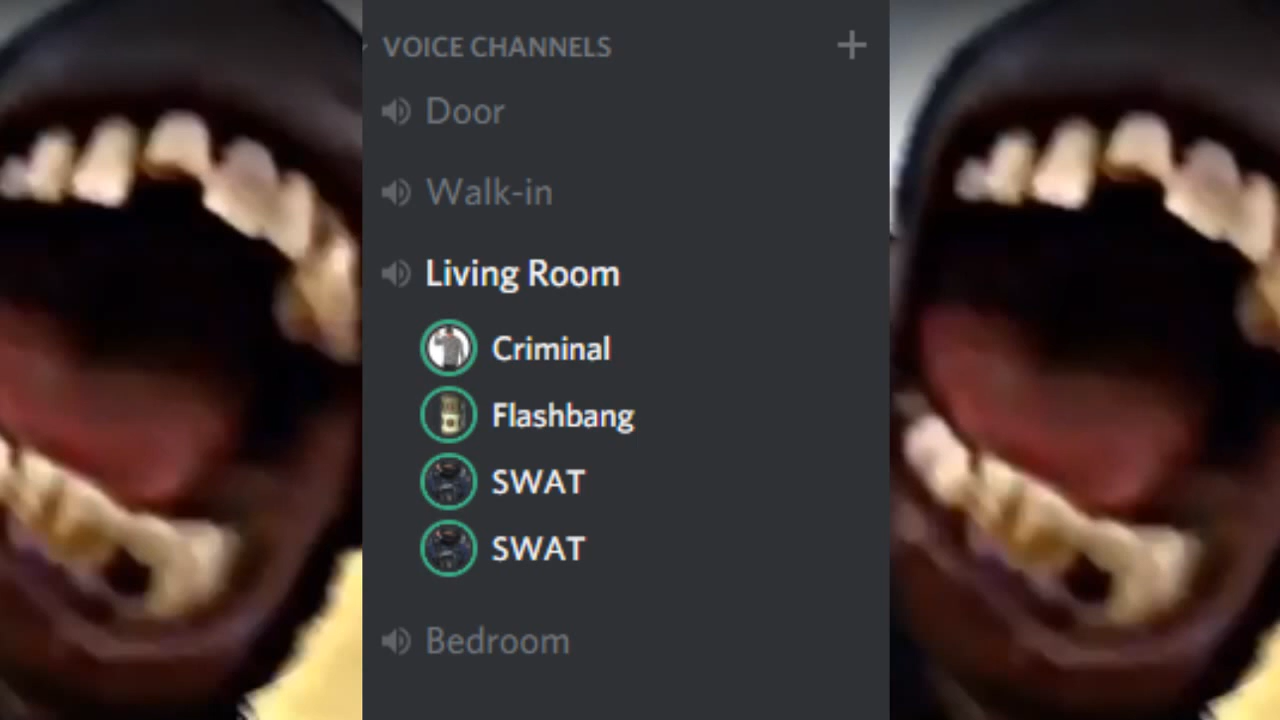 VOICE CHANNELS
Door
Walk-in
Living Room
Criminal
Flashbang
SWAT
SWAT
Bedroom